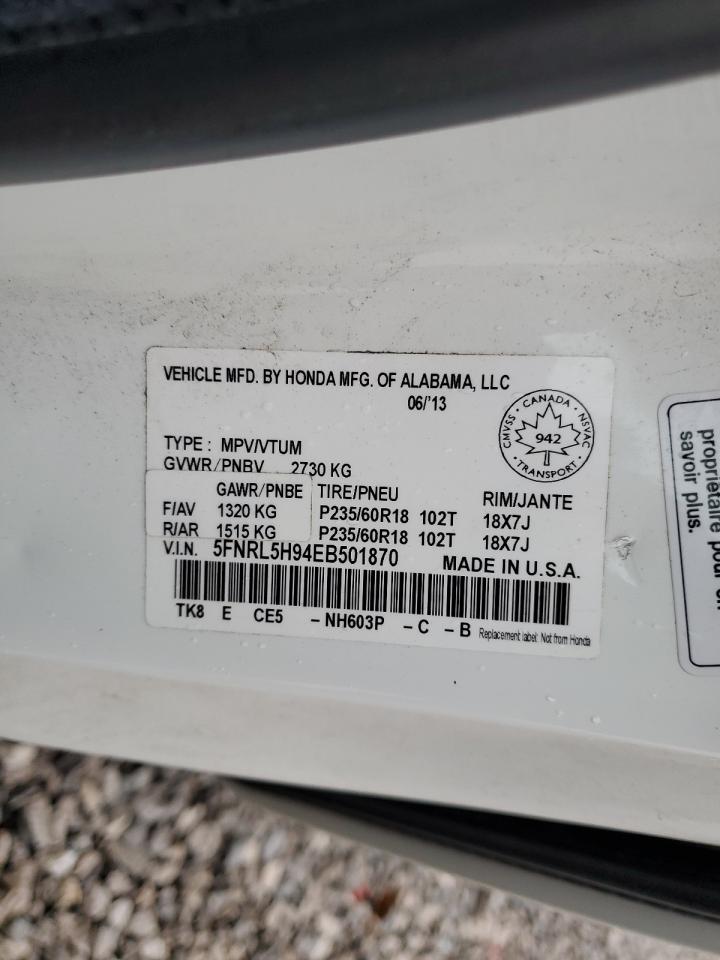 VEHICLE MFD. BY HONDA MFG. OF ALABAMA, LLC
06/'13
CMVSS · CANADA · NSVAC · TRANSPORT ·
942
TYPE : MPV/VTUM
GVWR/PNBV 2730 KG
GAWR/PNBE TIRE/PNEU RIM/JANTE
F/AV 1320 KG P235/60R18 102T 18X7J
R/AR 1515 KG P235/60R18 102T 18X7J
V.I.N. 5FNRL5H94EB501870 MADE IN U.S.A.
TK8 E CE5 – NH603P – C – B Replacement label: Not from Honda
propriétaire pour en
savoir plus.